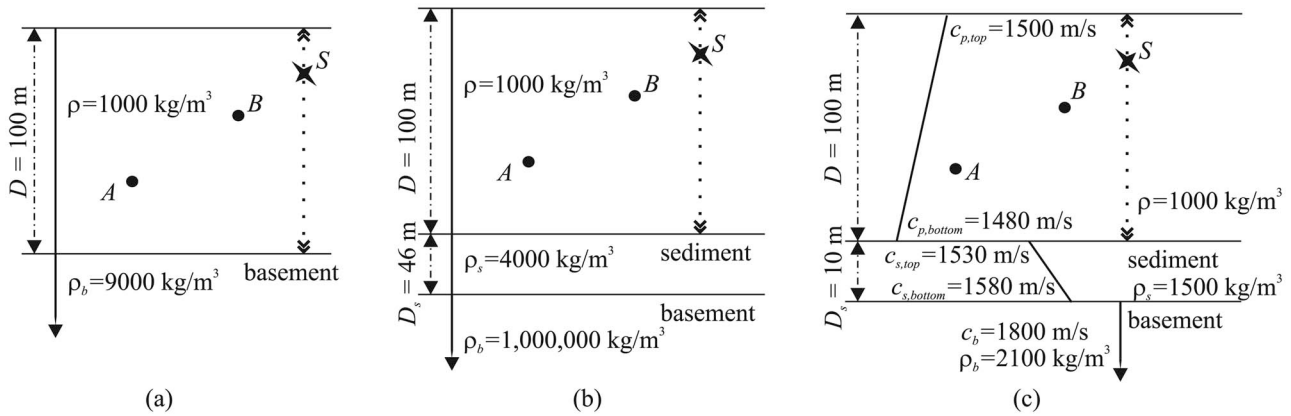 S
D = 100 m
ρ=1000 kg/m³
B
A
basement
ρb=9000 kg/m³
(a)
S
D = 100 m
ρ=1000 kg/m³
B
A
sediment
Ds = 46 m
ρs=4000 kg/m³
basement
ρb=1,000,000 kg/m³
(b)
cp,top=1500 m/s
S
D = 100 m
B
A
ρ=1000 kg/m³
cp,bottom=1480 m/s
Ds = 10 m
cs,top=1530 m/s
sediment
cs,bottom=1580 m/s
ρs=1500 kg/m³
basement
cb=1800 m/s
ρb=2100 kg/m³
(c)